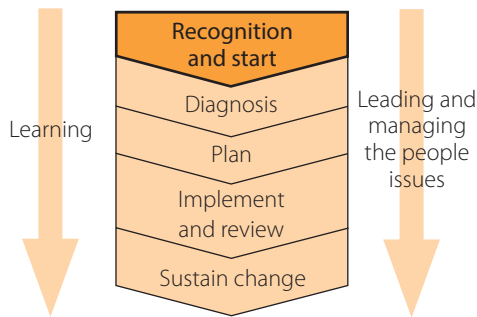 Recognition
and start
Diagnosis
Plan
Implement
and review
Sustain change
Learning
Leading and
managing
the people
issues